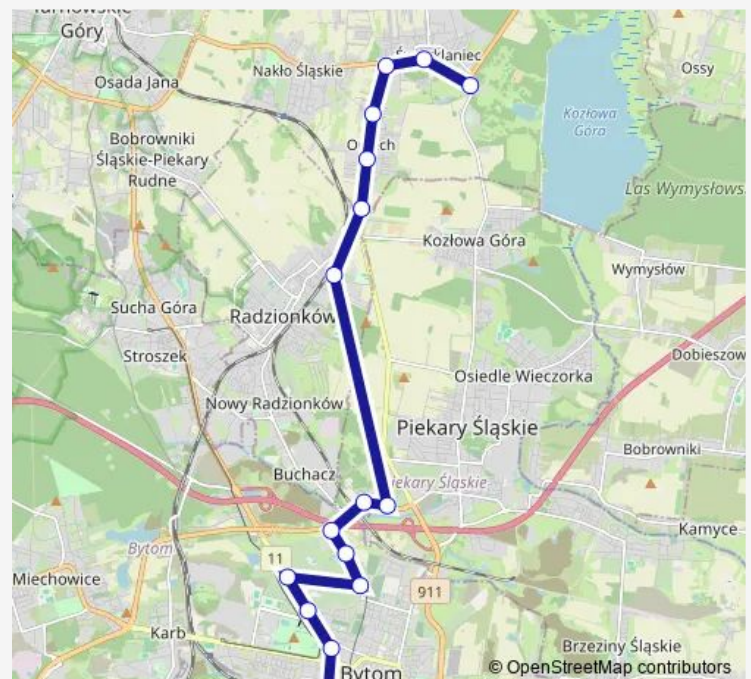 Góry
Osada Jana
Nakło Śląskie
Ossy
Kozłowa
Góra
Bobrowniki
Śląskie-Piekary
Rudne
Las Wymysłows
Kozłowa Góra
Wymysłów
Sucha Góra
Radzionków
Stroszek
Dobieszow
Osiedle Wieczorka
Nowy Radzionków
Piekary Śląskie
Buchacz
Bobrowniki
iekary Śląskie
Kamyce
Bytom
11
Miechowice
911
Karb
Brzeziny Śląskie
Bytom
© OpenStreetMap contributors